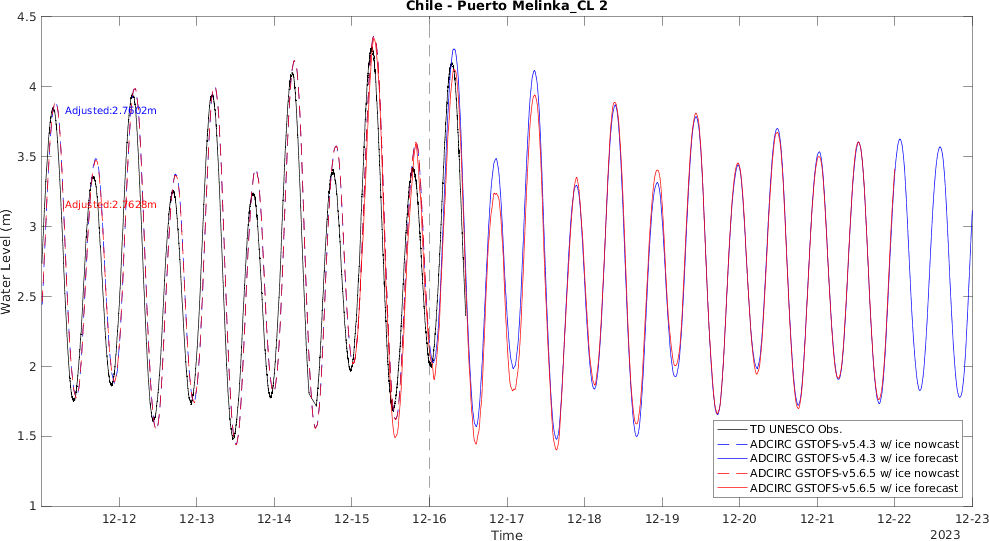 Chile - Puerto Melinka_CL 2
4.5
4
3.5
3
2.5
2
1.5
1
Water Level (m)
Adjusted:2.7602m
Adjusted:2.7628m
TD UNESCO Obs.
ADCIRC GSTOFS-v5.4.3 w/ ice nowcast
ADCIRC GSTOFS-v5.4.3 w/ ice forecast
ADCIRC GSTOFS-v5.6.5 w/ ice nowcast
ADCIRC GSTOFS-v5.6.5 w/ ice forecast
12-12 12-13 12-14 12-15 12-16 12-17 12-18 12-19 12-20 12-21 12-22 12-23
Time
2023